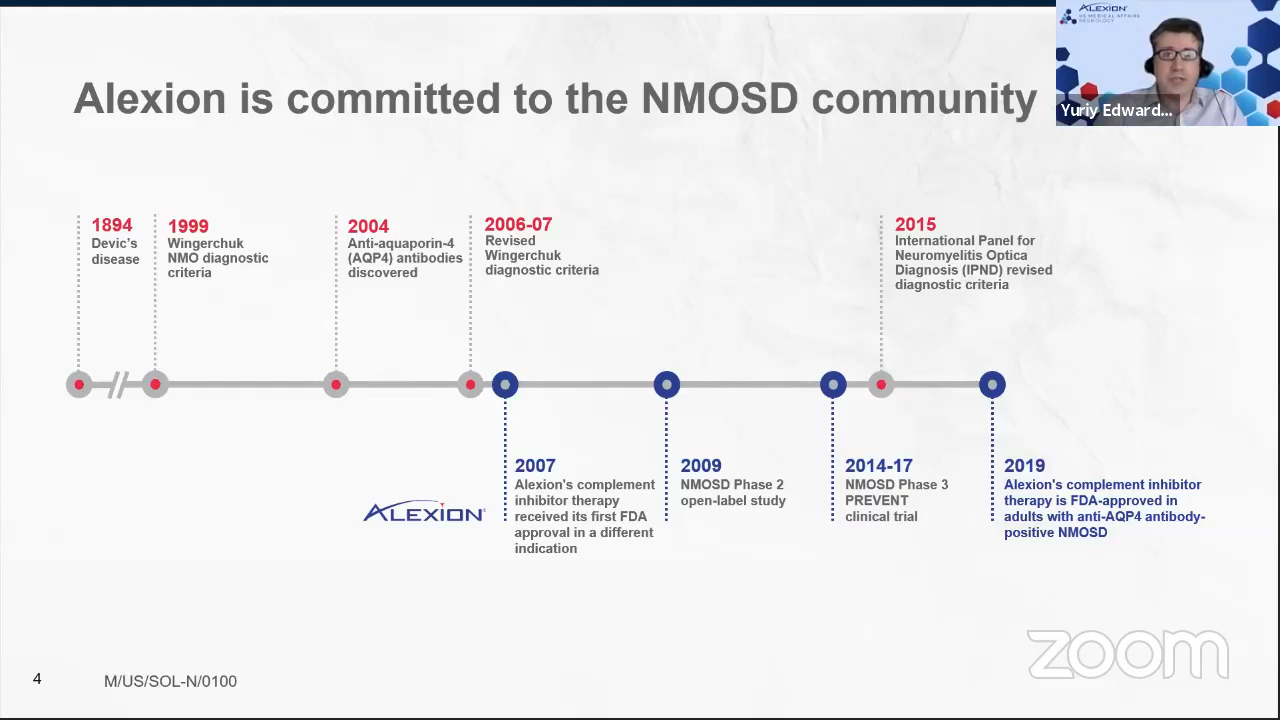 Alexion is committed to the NMOSD community
ALEXION
US MEDICAL AFFAIRS
NEUROLOGY
Yuriy Edward...
1894
Devic's
disease
1999
Wingerchuk
NMO diagnostic
criteria
2004
Anti-aquaporin-4
(AQP4) antibodies
discovered
2006-07
Revised
Wingerchuk
diagnostic criteria
2015
International Panel for
Neuromyelitis Optica
Diagnosis (IPND) revised
diagnostic criteria
ALEXION
2007
Alexion's complement
inhibitor therapy
received its first FDA
approval in a different
indication
2009
NMOSD Phase 2
open-label study
2014-17
NMOSD Phase 3
PREVENT
clinical trial
2019
Alexion's complement inhibitor
therapy is FDA-approved in
adults with anti-AQP4 antibody-
positive NMOSD
zoom
4
M/US/SOL-N/0100